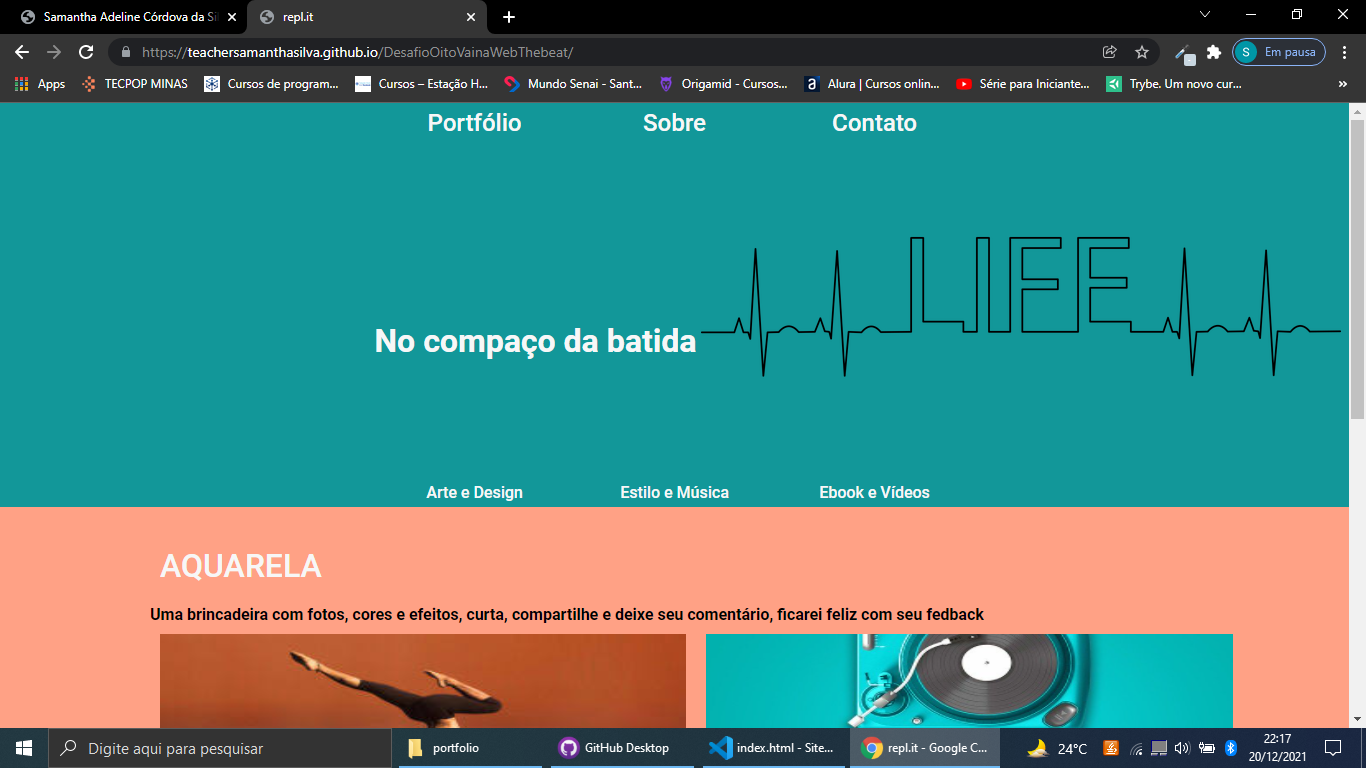 Samantha Adeline Córdova da Sil
repl.it
https://teachersamanthasilva.github.io/DesafioOitoVainaWebThebeat/
S
Em pausa
Apps
TECPOP MINAS
Cursos de program...
Cursos – Estação H...
Mundo Senai - Sant...
Origamid - Cursos...
a
Alura | Cursos onlin...
Série para Iniciante...
Trybe. Um novo cur...
»
Portfólio
Sobre
Contato
LIFE
No compaço da batida
Arte e Design
Estilo e Música
Ebook e Vídeos
AQUARELA
Uma brincadeira com fotos, cores e efeitos, curta, compartilhe e deixe seu comentário, ficarei feliz com seu fedback
Digite aqui para pesquisar
portfolio
GitHub Desktop
index.html - Site...
repl.it - Google C...
24°C
22:17
20/12/2021